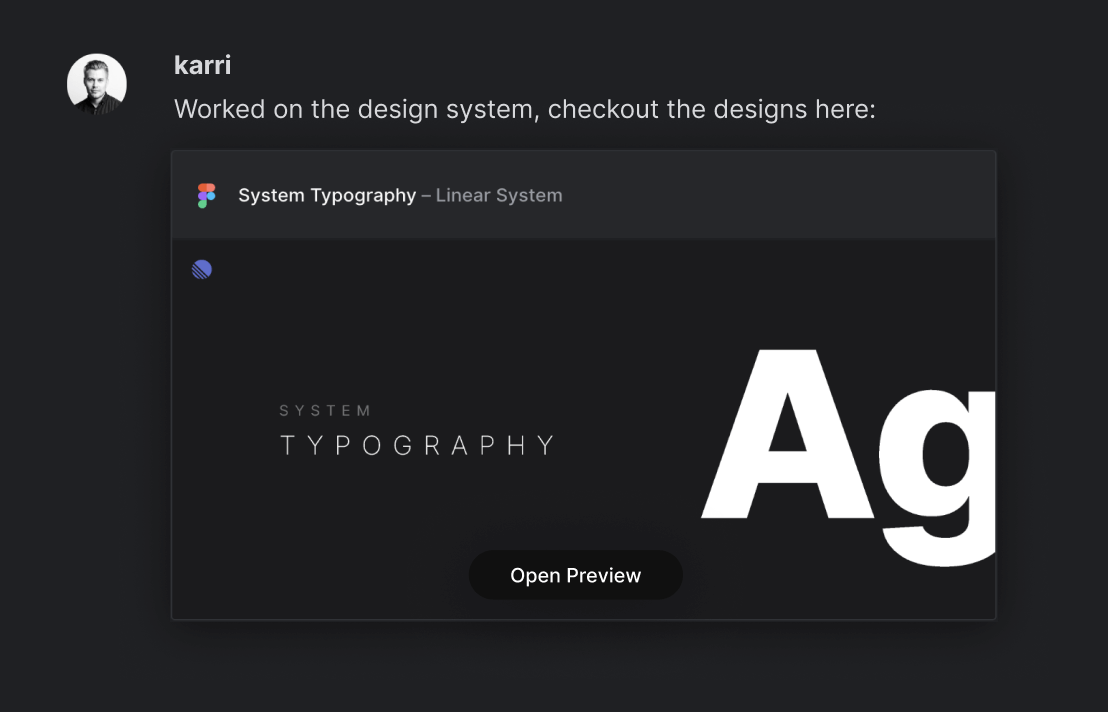 karri
Worked on the design system, checkout the designs here:
System Typography – Linear System
SYSTEM
TYPOGRAPHY
Ag
Open Preview